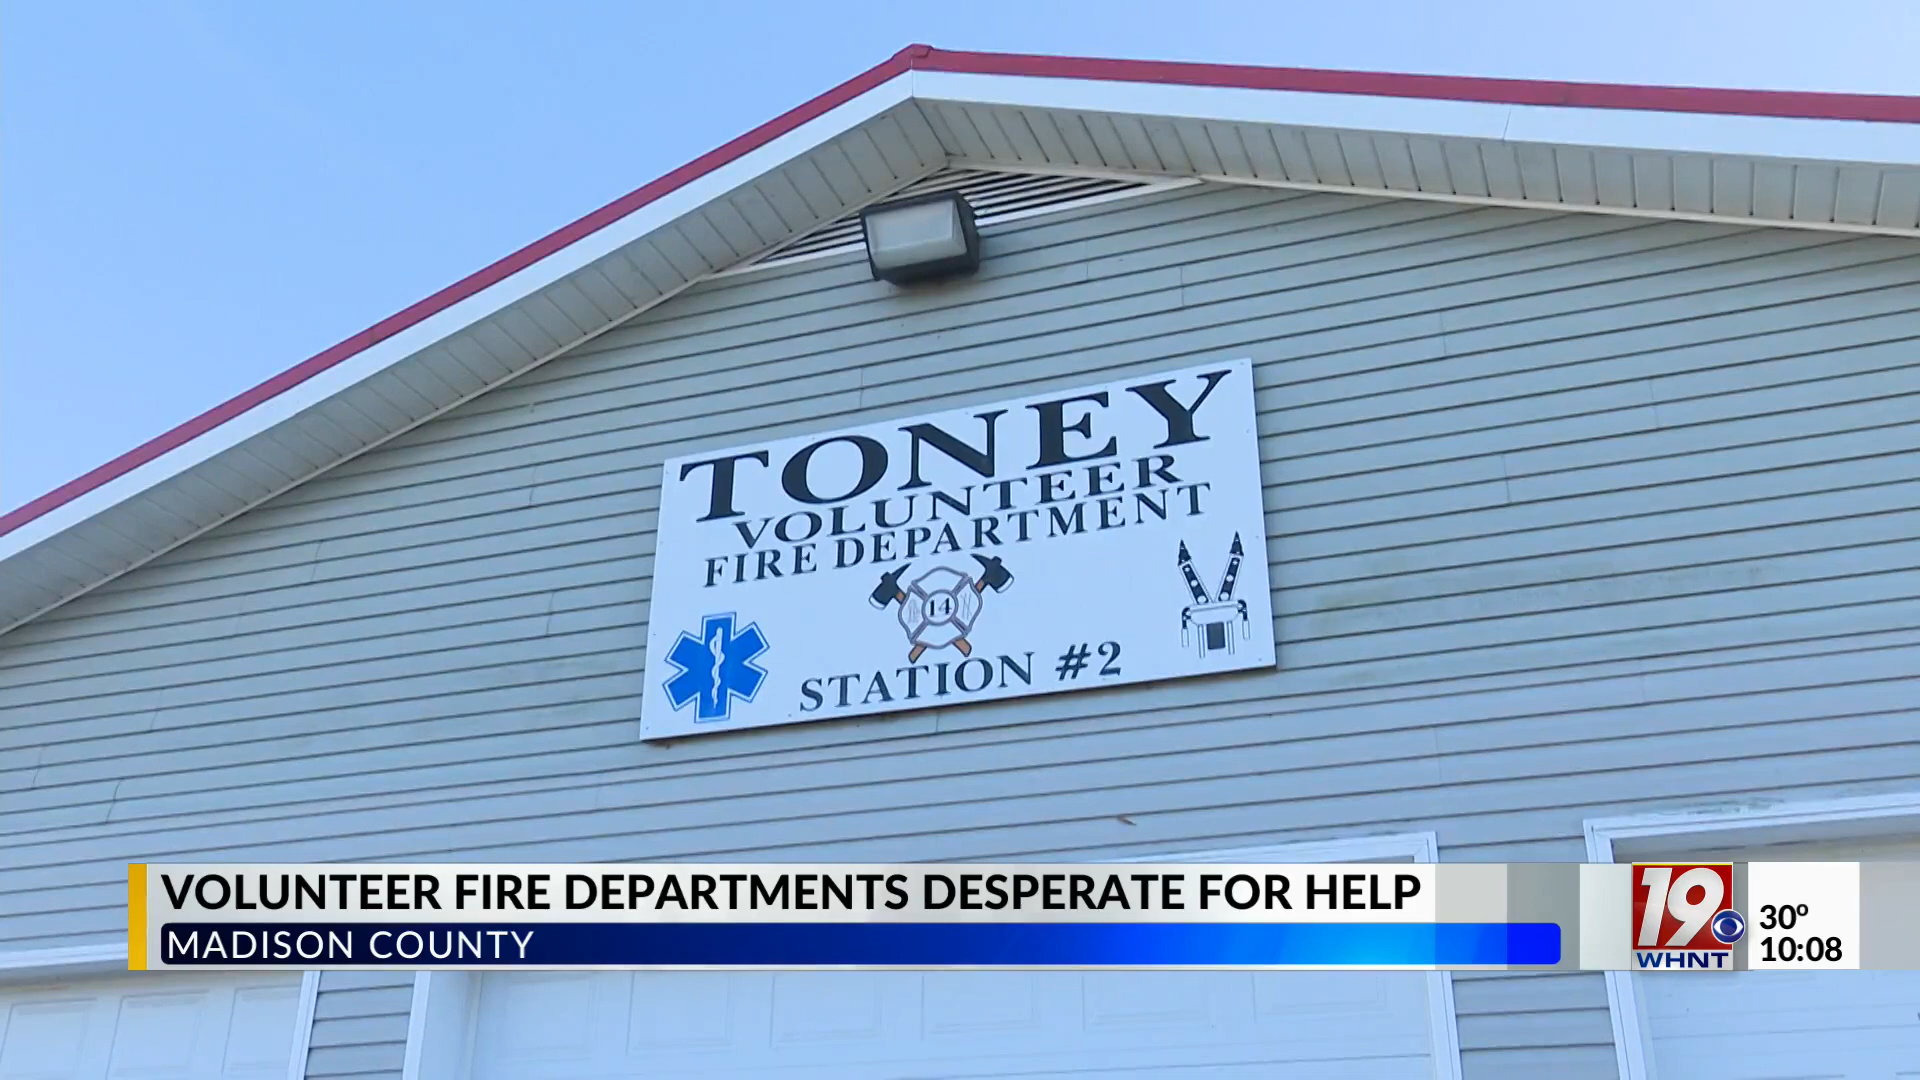 TONEY
VOLUNTEER
FIRE DEPARTMENT
14
STATION #2
VOLUNTEER FIRE DEPARTMENTS DESPERATE FOR HELP
MADISON COUNTY
19
WHNT
30º
10:08